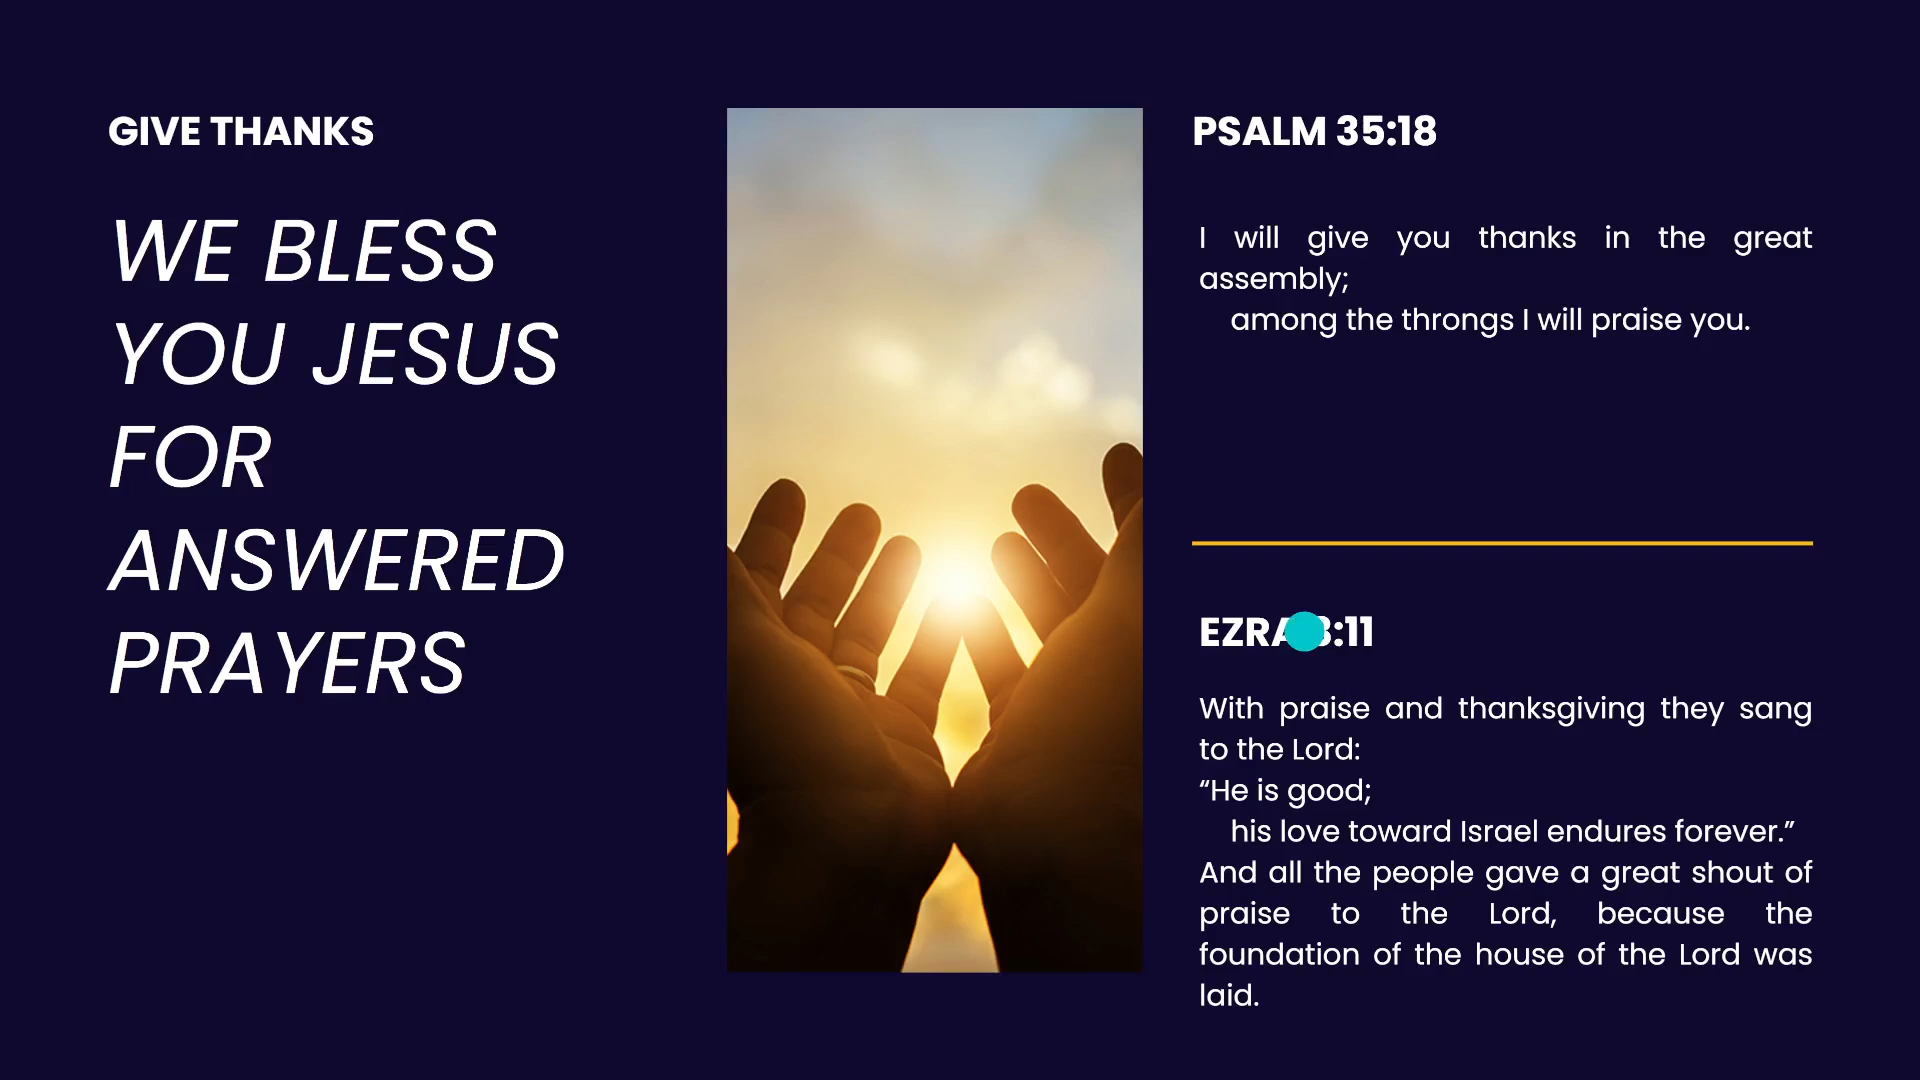 GIVE THANKS
WE BLESS
YOU JESUS
FOR
ANSWERED
PRAYERS
PSALM 35:18
I will give you thanks in the great
assembly;
among the throngs I will praise you.
EZRA 3:11
With praise and thanksgiving they sang
to the Lord:
“He is good;
his love toward Israel endures forever.”
And all the people gave a great shout of
praise to the Lord, because the
foundation of the house of the Lord was
laid.